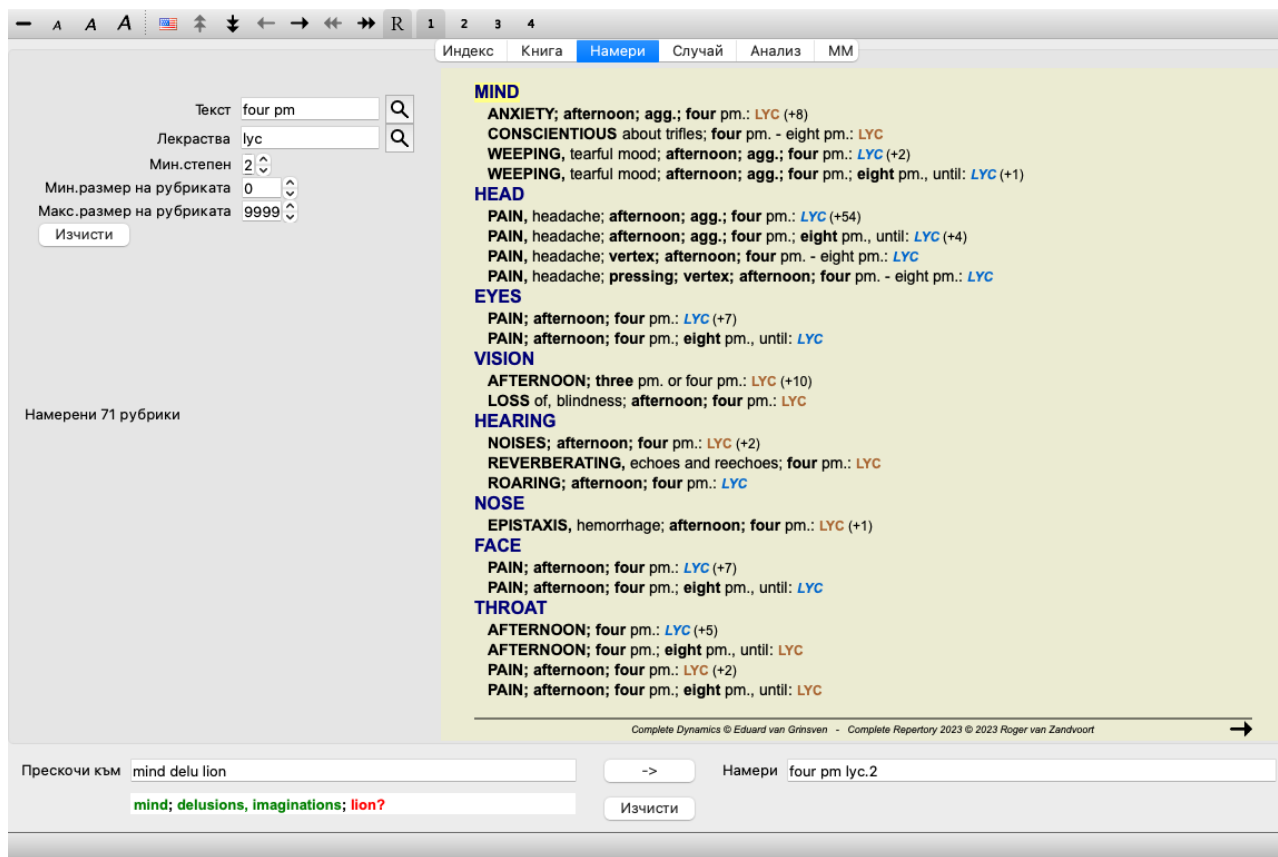 A A A R 1 2 3 4
Индекс Книга Намери Случай Анализ ММ
Текст four pm
Лекраства lyc
Мин.степен 2
Мин.размер на рубриката 0
Макс.размер на рубриката 9999
Изчисти
Намерени 71 рубрики
MIND
ANXIETY; afternoon; agg.; four pm.: LYC (+8)
CONSCIENTIOUS about trifles; four pm. - eight pm.: LYC
WEEPING, tearful mood; afternoon; agg.; four pm.: LYC (+2)
WEEPING, tearful mood; afternoon; agg.; four pm.; eight pm., until: LYC (+1)
HEAD
PAIN, headache; afternoon; agg.; four pm.: LYC (+54)
PAIN, headache; afternoon; agg.; four pm.; eight pm., until: LYC (+4)
PAIN, headache; vertex; afternoon; four pm. - eight pm.: LYC
PAIN, headache; pressing; vertex; afternoon; four pm. - eight pm.: LYC
EYES
PAIN; afternoon; four pm.: LYC (+7)
PAIN; afternoon; four pm.; eight pm., until: LYC
VISION
AFTERNOON; three pm. or four pm.: LYC (+10)
LOSS of, blindness; afternoon; four pm.: LYC
HEARING
NOISES; afternoon; four pm.: LYC (+2)
REVERBERATING, echoes and reechoes; four pm.: LYC
ROARING; afternoon; four pm.: LYC
NOSE
EPISTAXIS, hemorrhage; afternoon; four pm.: LYC (+1)
FACE
PAIN; afternoon; four pm.: LYC (+7)
PAIN; afternoon; four pm.; eight pm., until: LYC
THROAT
AFTERNOON; four pm.: LYC (+5)
AFTERNOON; four pm.; eight pm., until: LYC
PAIN; afternoon; four pm.: LYC (+2)
PAIN; afternoon; four pm.; eight pm., until: LYC
Complete Dynamics © Eduard van Grinsven - Complete Repertory 2023 © 2023 Roger van Zandvoort
Прескочи към mind delu lion -> Намери four pm lyc.2
mind; delusions, imaginations; lion? Изчисти